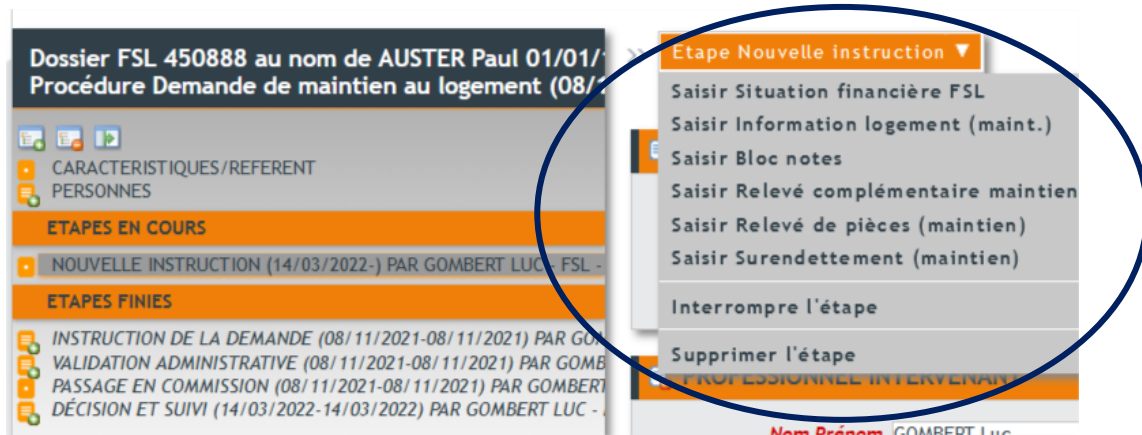 Dossier FSL 450888 au nom de AUSTER Paul 01/01/
Procédure Demande de maintien au logement (08/
CARACTERISTIQUES/REFERENT
PERSONNES
ETAPES EN COURS
NOUVELLE INSTRUCTION (14/03/2022-) PAR GOMBERT LUC - FSL -
ETAPES FINIES
INSTRUCTION DE LA DEMANDE (08/11/2021-08/11/2021) PAR GOM
VALIDATION ADMINISTRATIVE (08/11/2021-08/11/2021) PAR GOMB
PASSAGE EN COMMISSION (08/11/2021-08/11/2021) PAR GOMBERT
DÉCISION ET SUIVI (14/03/2022-14/03/2022) PAR GOMBERT LUC -
Etape Nouvelle instruction ▼
Saisir Situation financière FSL
Saisir Information logement (maint.)
Saisir Bloc notes
Saisir Relevé complémentaire maintien
Saisir Relevé de pièces (maintien)
Saisir Surendettement (maintien)
Interrompre l'étape
Supprimer l'étape
PROFESSIONNEL INTERVENANT
Nom Prénom GOMBERT Luc